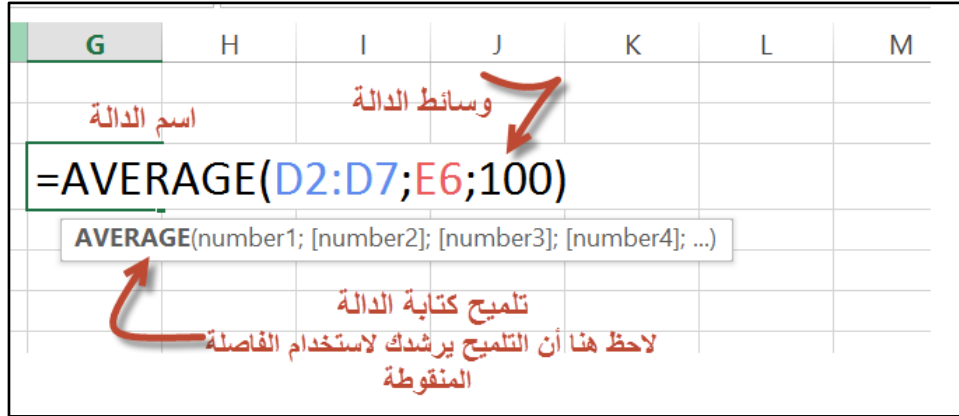 G H I J K L M
وسائط الدالة
اسم الدالة
=AVERAGE(D2:D7;E6;100)
AVERAGE(number1; [number2]; [number3]; [number4]; ...)
تلميح كتابة الدالة
لاحظ هنا أن التلميح يرشدك لاستخدام الفاصلة
المنقوطة